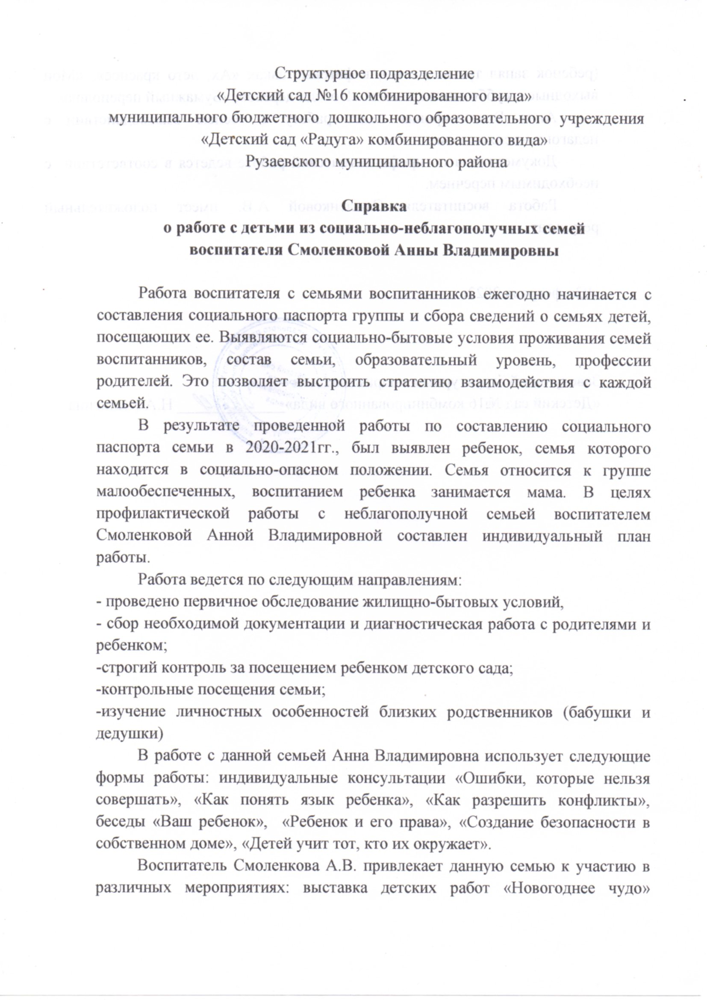 Структурное подразделение
«Детский сад №16 комбинированного вида»
муниципального бюджетного дошкольного образовательного учреждения
«Детский сад «Радуга» комбинированного вида»
Рузаевского муниципального района
Справка
о работе с детьми из социально-неблагополучных семей
воспитателя Смоленковой Анны Владимировны
Работа воспитателя с семьями воспитанников ежегодно начинается с
составления социального паспорта группы и сбора сведений о семьях детей,
посещающих ее. Выявляются социально-бытовые условия проживания семей
воспитанников, состав семьи, образовательный уровень, профессии
родителей. Это позволяет выстроить стратегию взаимодействия с каждой
семьей.
В результате проведенной работы по составлению социального
паспорта семьи в 2020-2021гг., был выявлен ребенок, семья которого
находится в социально-опасном положении. Семья относится к группе
малообеспеченных, воспитанием ребенка занимается мама. В целях
профилактической работы с неблагополучной семьей воспитателем
Смоленковой Анной Владимировной составлен индивидуальный план
работы.
Работа ведется по следующим направлениям:
- проведено первичное обследование жилищно-бытовых условий,
- сбор необходимой документации и диагностическая работа с родителями и
ребенком;
-строгий контроль за посещением ребенком детского сада;
-контрольные посещения семьи;
-изучение личностных особенностей близких родственников (бабушки и
дедушки)
В работе с данной семьей Анна Владимировна использует следующие
формы работы: индивидуальные консультации «Ошибки, которые нельзя
совершать», «Как понять язык ребенка», «Как разрешить конфликты»,
беседы «Ваш ребенок», «Ребенок и его права», «Создание безопасности в
собственном доме», «Детей учит тот, кто их окружает».
Воспитатель Смоленкова А.В. привлекает данную семью к участию в
различных мероприятиях: выставка детских работ «Новогоднее чудо»